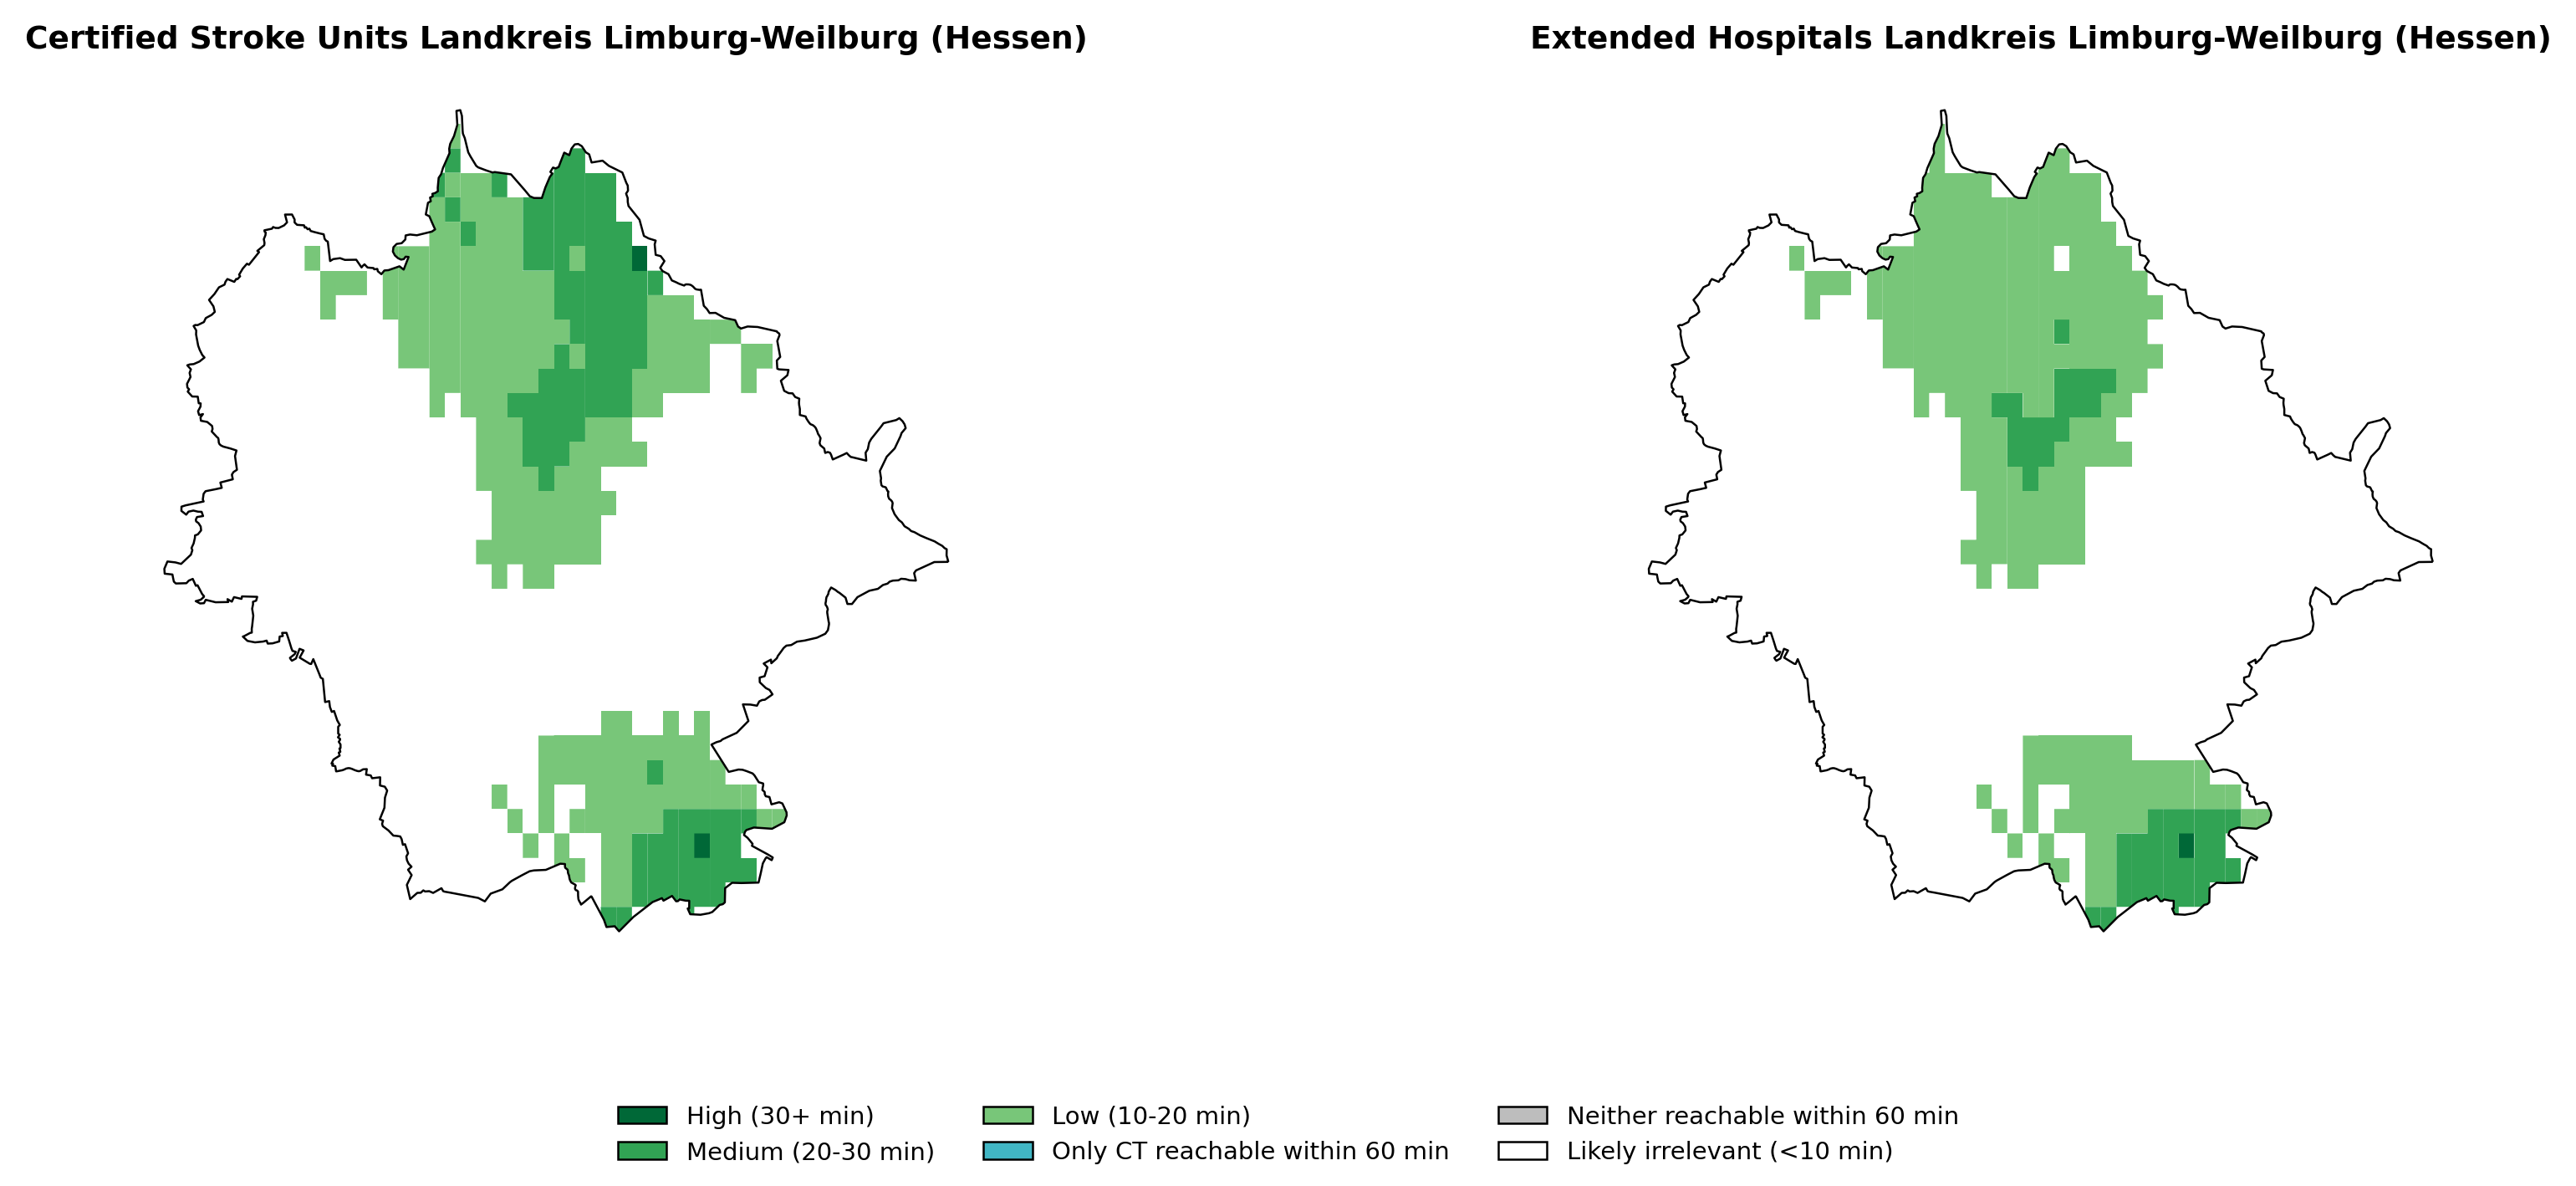 Certified Stroke Units Landkreis Limburg-Weilburg (Hessen)
Extended Hospitals Landkreis Limburg-Weilburg (Hessen)
High (30+ min)
Medium (20-30 min)
Low (10-20 min)
Only CT reachable within 60 min
Neither reachable within 60 min
Likely irrelevant (<10 min)